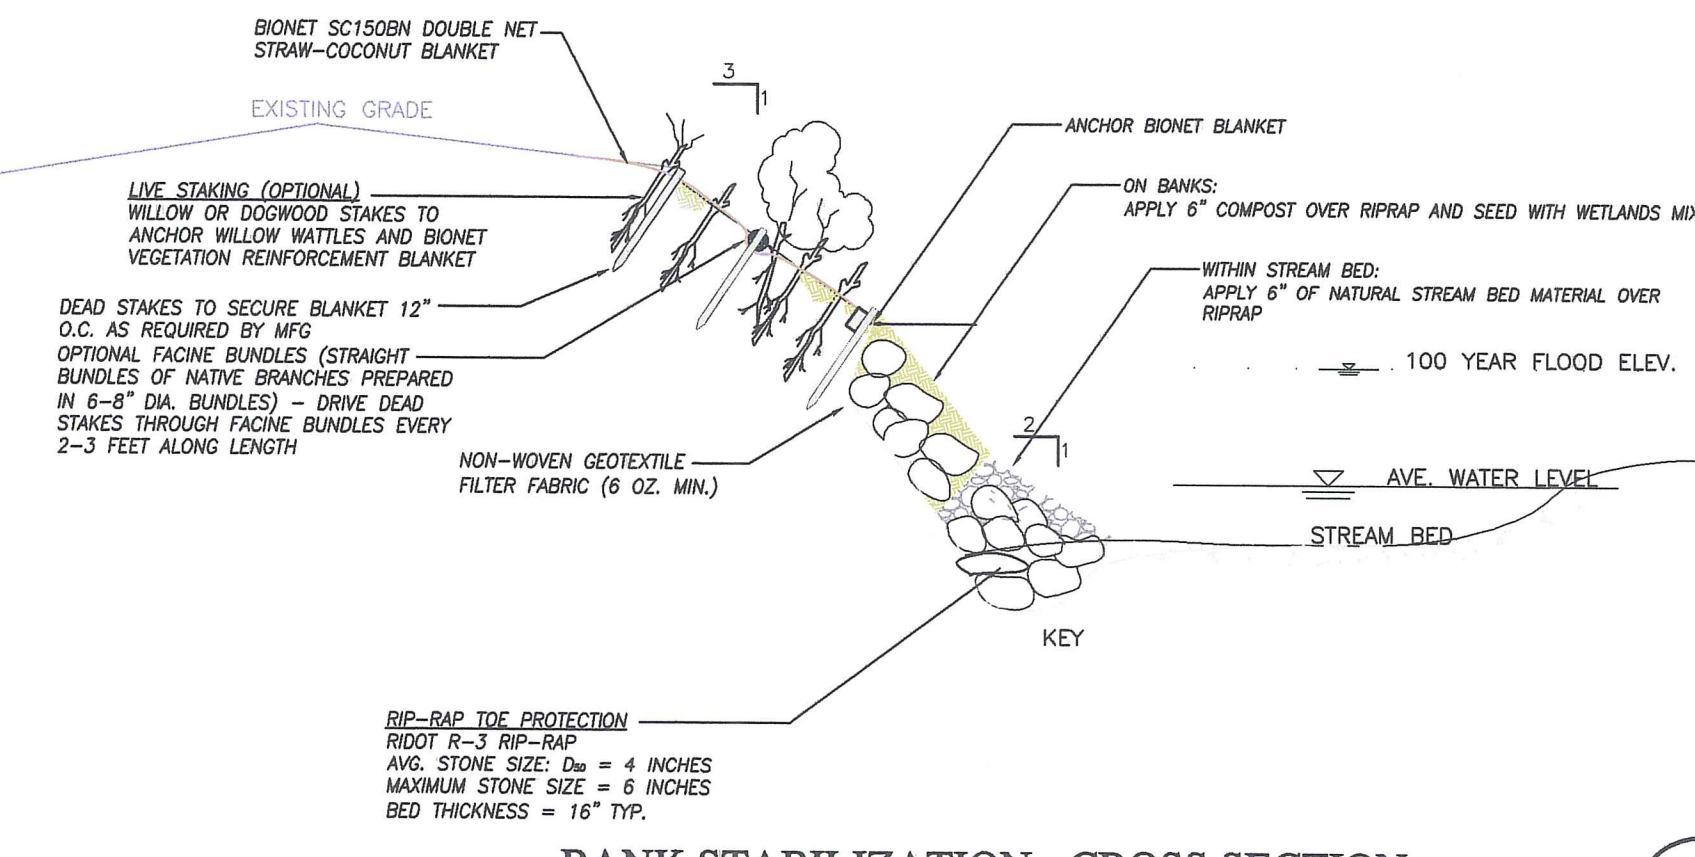 BIONET SC150BN DOUBLE NET
STRAW-COCONUT BLANKET
3
1
EXISTING GRADE
ANCHOR BIONET BLANKET
LIVE STAKING (OPTIONAL)
WILLOW OR DOGWOOD STAKES TO
ANCHOR WILLOW WATTLES AND BIONET
VEGETATION REINFORCEMENT BLANKET
ON BANKS:
APPLY 6" COMPOST OVER RIPRAP AND SEED WITH WETLANDS MIX
WITHIN STREAM BED:
APPLY 6" OF NATURAL STREAM BED MATERIAL OVER
RIPRAP
DEAD STAKES TO SECURE BLANKET 12"
O.C. AS REQUIRED BY MFG
OPTIONAL FACINE BUNDLES (STRAIGHT
BUNDLES OF NATIVE BRANCHES PREPARED
IN 6-8" DIA. BUNDLES) - DRIVE DEAD
STAKES THROUGH FACINE BUNDLES EVERY
2-3 FEET ALONG LENGTH
100 YEAR FLOOD ELEV.
2
1
NON-WOVEN GEOTEXTILE
FILTER FABRIC (6 OZ. MIN.)
AVE. WATER LEVEL
STREAM BED
KEY
RIP-RAP TOE PROTECTION
RIDOT R-3 RIP-RAP
AVG. STONE SIZE: D50 = 4 INCHES
MAXIMUM STONE SIZE = 6 INCHES
BED THICKNESS = 16" TYP.
BANK STABILIZATION - CROSS SECTION